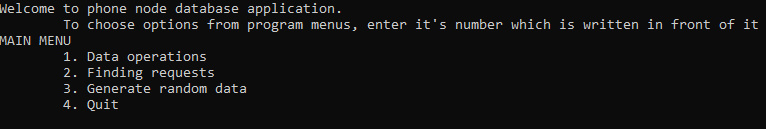 Welcome to phone node database application.
To choose options from program menus, enter it's number which is written in front of it
MAIN MENU
1. Data operations
2. Finding requests
3. Generate random data
4. Quit